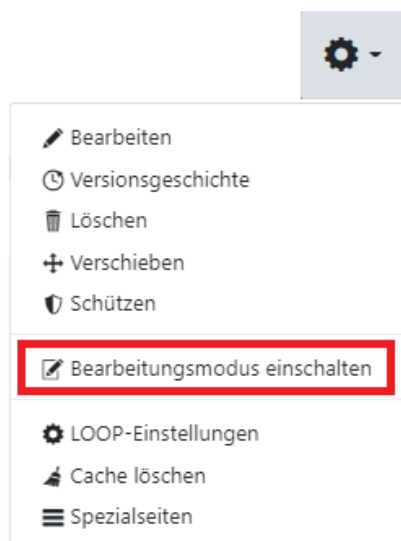 Bearbeiten
Versionsgeschichte
Löschen
Verschieben
Schützen
Bearbeitungsmodus einschalten
LOOP-Einstellungen
Cache löschen
Spezialseiten